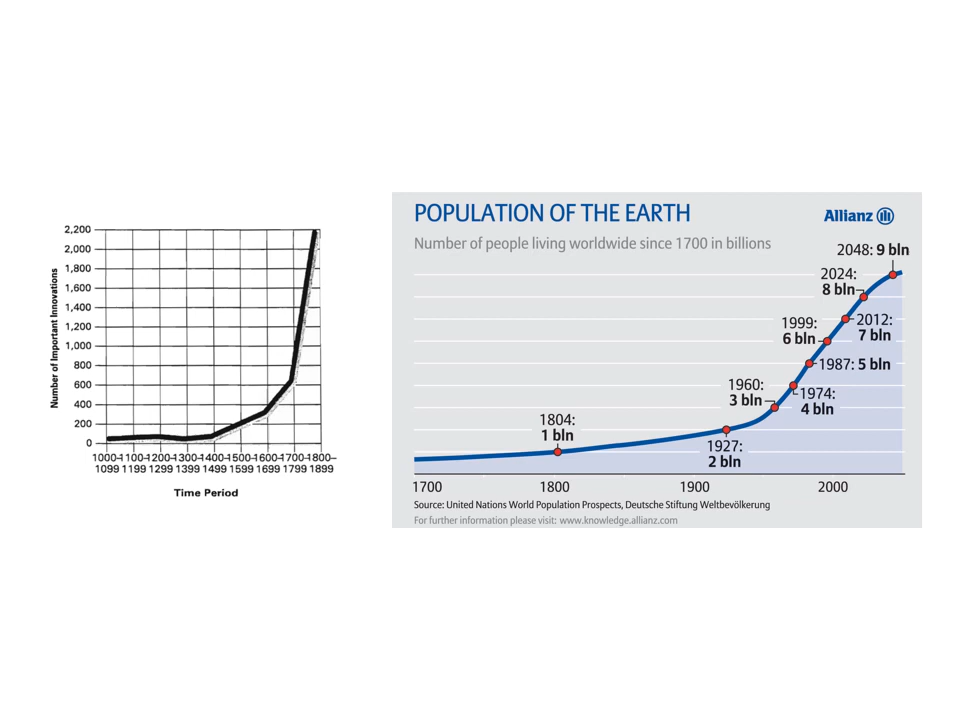 2,200
2,000
1,800
1,600
1,400
1,200
1,000
800
600
400
200
0
Number of Important Innovations
1000– 1100– 1200– 1300– 1400– 1500– 1600– 1700– 1800–
1099 1199 1299 1399 1499 1599 1699 1799 1899
Time Period
POPULATION OF THE EARTH
Allianz
Number of people living worldwide since 1700 in billions
2048: 9 bln
2024:
8 bln
2012:
7 bln
1999:
6 bln
1987: 5 bln
1974:
4 bln
1960:
3 bln
1927:
2 bln
1804:
1 bln
1700 1800 1900 2000
Source: United Nations World Population Prospects, Deutsche Stiftung Weltbevölkerung
For further information please visit: www.knowledge.allianz.com